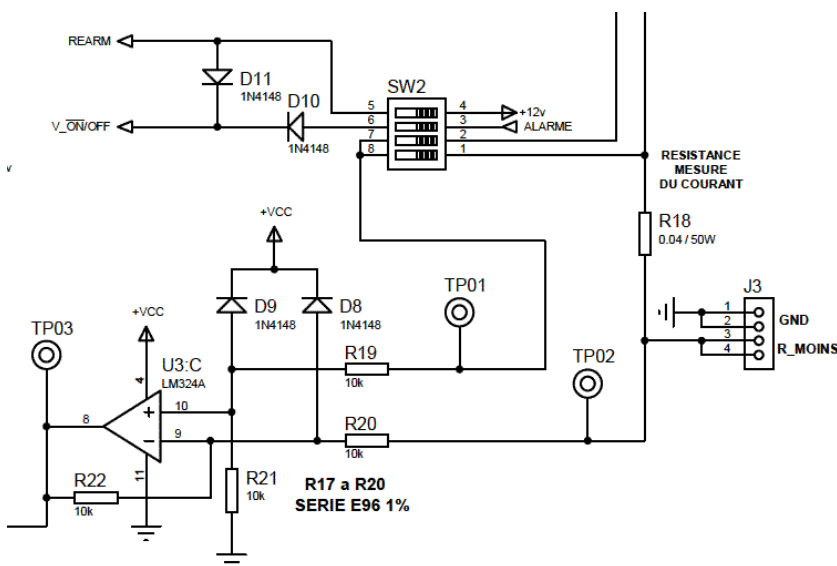 REARM
D11
1N4148
D10
1N4148
V_ON/OFF
SW2
5
6
7
8
4
3
2
1
+12v
ALARME
RESISTANCE
MESURE
DU COURANT
R18
0.04 / 50W
v
+VCC
D9
1N4148
D8
1N4148
TP01
J3
1
2
3
4
GND
R_MOINS
TP03
+VCC
U3:C
LM324A
4
R19
10k
TP02
8
10
9
11
R20
10k
R22
10k
R21
10k
R17 a R20
SERIE E96 1%